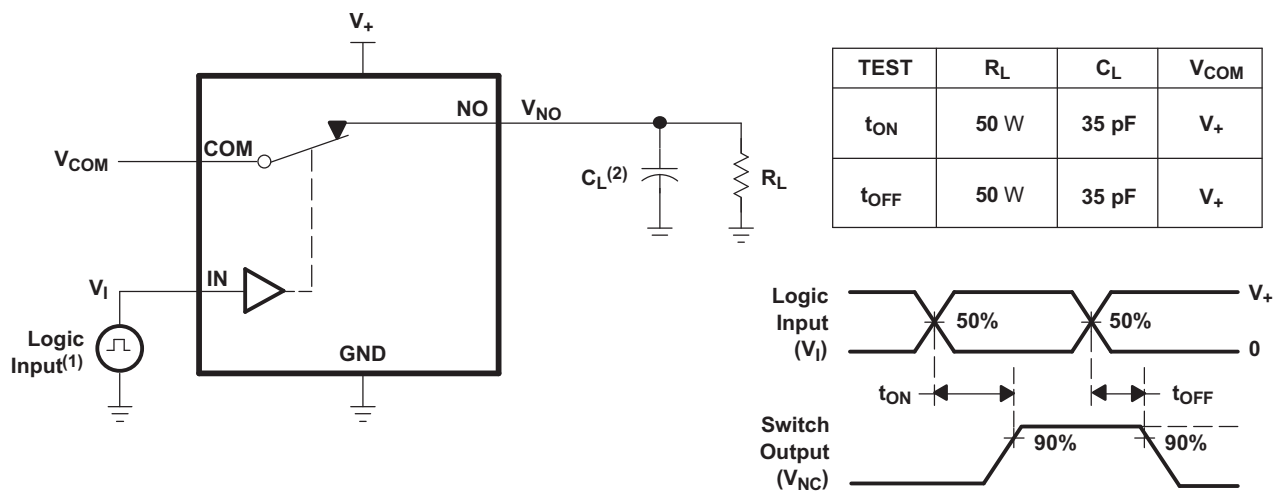 V+
NO
VNO
COM
VCOM
CL(2)
RL
IN
VI
Logic
Input(1)
GND
TEST RL CL VCOM
tON 50 W 35 pF V+
tOFF 50 W 35 pF V+
Logic
Input
(VI)
50%
50%
V+
0
tON
tOFF
Switch
Output
(VNC)
90%
90%